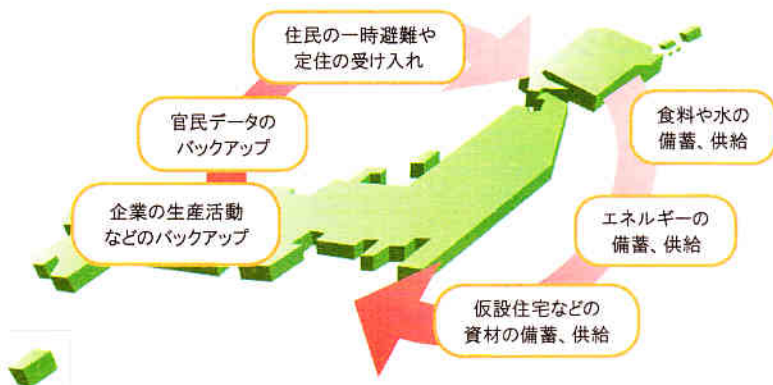 住民の一時避難や
定住の受け入れ
官民データの
バックアップ
企業の生産活動
などのバックアップ
食料や水の
備蓄、供給
エネルギーの
備蓄、供給
仮設住宅などの
資材の備蓄、供給